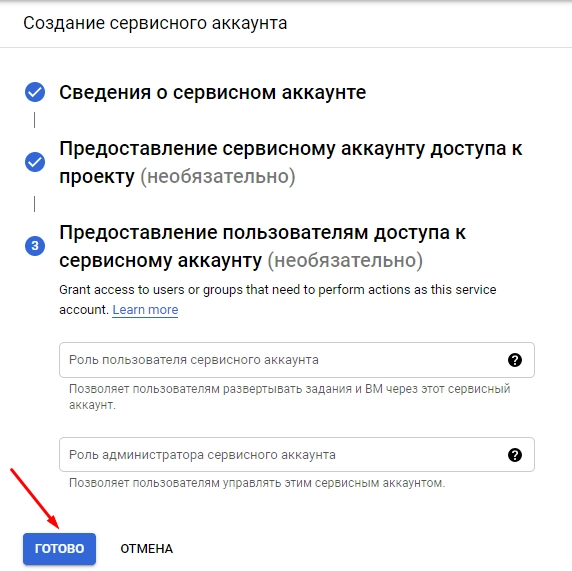 Создание сервисного аккаунта
Сведения о сервисном аккаунте
Предоставление сервисному аккаунту доступа к
проекту (необязательно)
3
Предоставление пользователям доступа к
сервисному аккаунту (необязательно)
Grant access to users or groups that need to perform actions as this service
account. Learn more
Роль пользователя сервисного аккаунта ?
Позволяет пользователям развертывать задания и ВМ через этот сервисный
аккаунт.
Роль администратора сервисного аккаунта ?
Позволяет пользователям управлять этим сервисным аккаунтом.
ГОТОВО ОТМЕНА